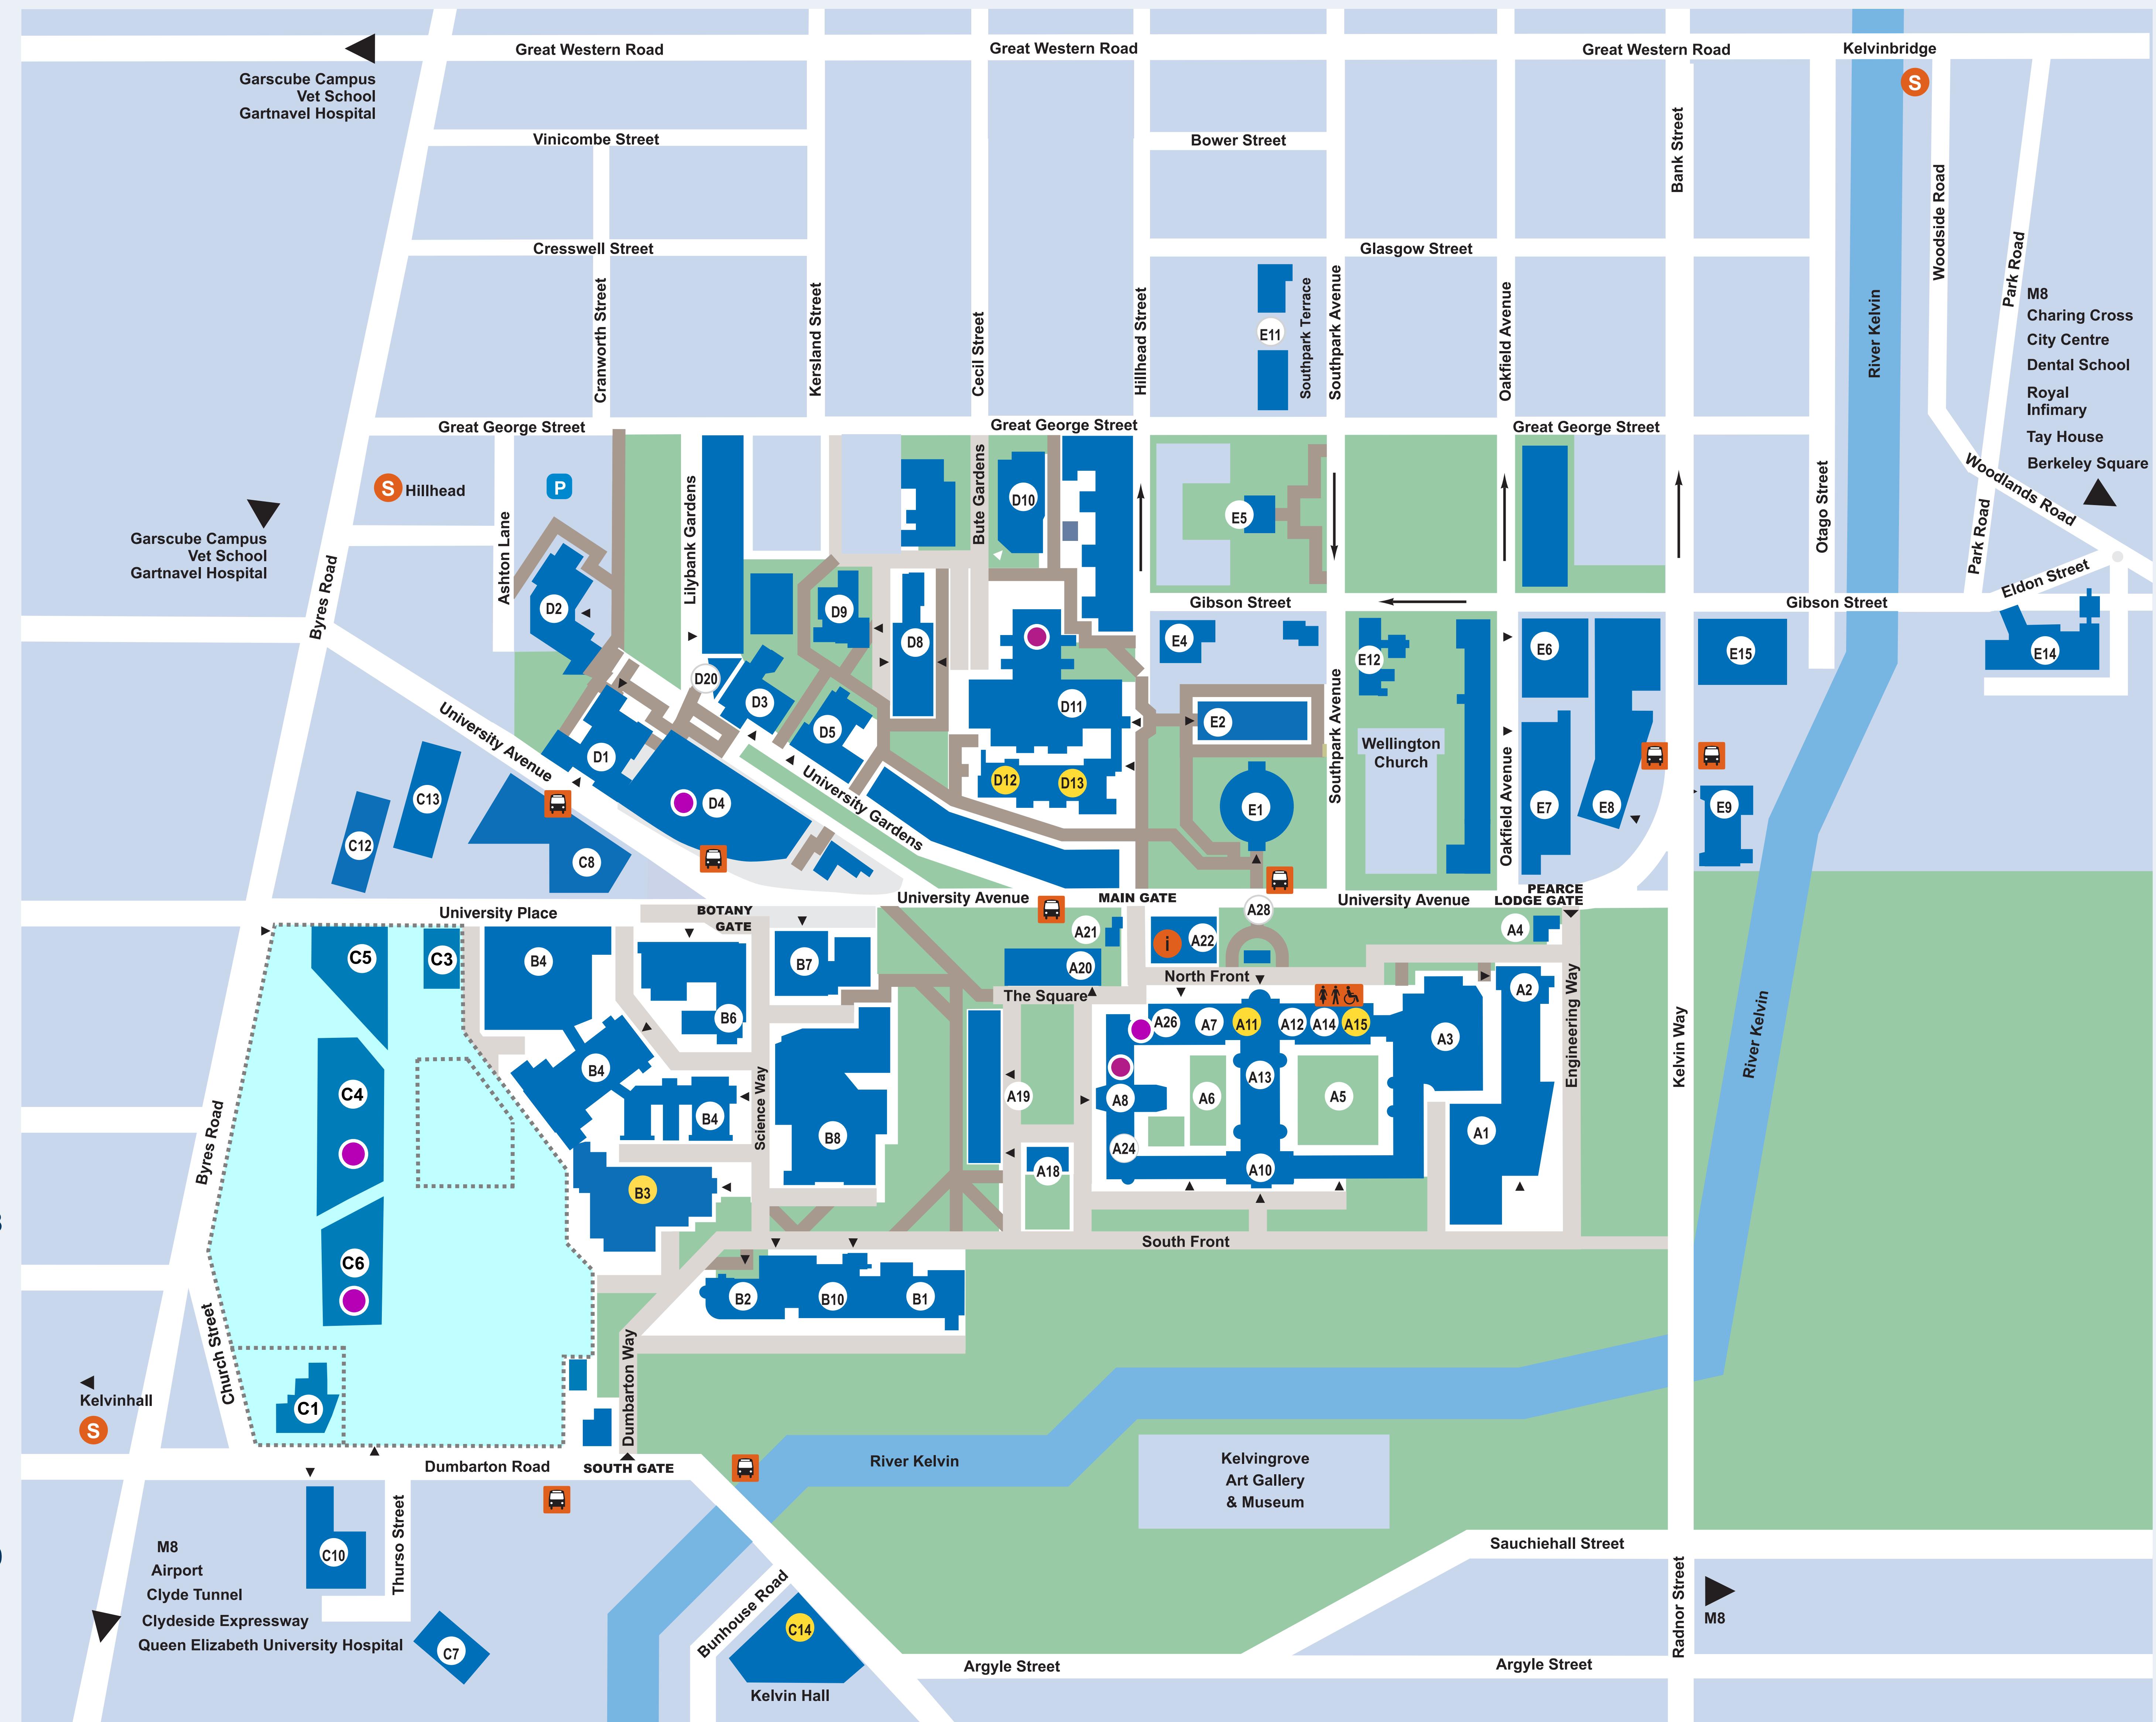 Great Western Road
Great Western Road
Great Western Road
Kelvinbridge
S
Garscube Campus
Vet School
Gartnavel Hospital
Vinicombe Street
Bower Street
Bank Street
Cresswell Street
Glasgow Street
Woodside Road
Park Road
Cranworth Street
Kersland Street
Cecil Street
Hillhead Street
E11
Southpark Terrace
Southpark Avenue
Oakfield Avenue
River Kelvin
M8
Charing Cross
City Centre
Dental School
Royal
Infimary
Tay House
Berkeley Square
Great George Street
Great George Street
Great George Street
S
Hillhead
P
Ashton Lane
Lilybank Gardens
Bute Gardens
D10
E5
Otago Street
Woodlands Road
Park Road
Eldon Street
Garscube Campus
Vet School
Gartnavel Hospital
Byres Road
D2
D9
D8
Gibson Street
Gibson Street
E4
E12
E6
E15
E14
D20
D3
D5
D11
E2
Southpark Avenue
Wellington
Church
Oakfield Avenue
University Avenue
D1
D4
University Gardens
D12
D13
E1
E7
E8
E9
C13
C12
C8
University Place
BOTANY
GATE
University Avenue
MAIN GATE
A28
University Avenue
PEARCE
LODGE GATE
A4
C5
C3
B4
B7
B6
A21
A20
i
A22
North Front
The Square
A2
Engineering Way
Kelvin Way
River Kelvin
A26
A7
A11
A12
A14
A15
A3
C4
B4
B4
Science Way
B8
A19
A8
A6
A13
A5
A1
A24
A18
A10
Byres Road
B3
South Front
C6
B2
B10
B1
Church Street
C1
Dumbarton Way
Kelvinhall
S
Dumbarton Road
SOUTH GATE
River Kelvin
Kelvingrove
Art Gallery
& Museum
Sauchiehall Street
C10
Thurso Street
M8
Airport
Clyde Tunnel
Clydeside Expressway
Queen Elizabeth University Hospital
C7
Bunhouse Road
C14
Kelvin Hall
Argyle Street
Argyle Street
Radnor Street
M8